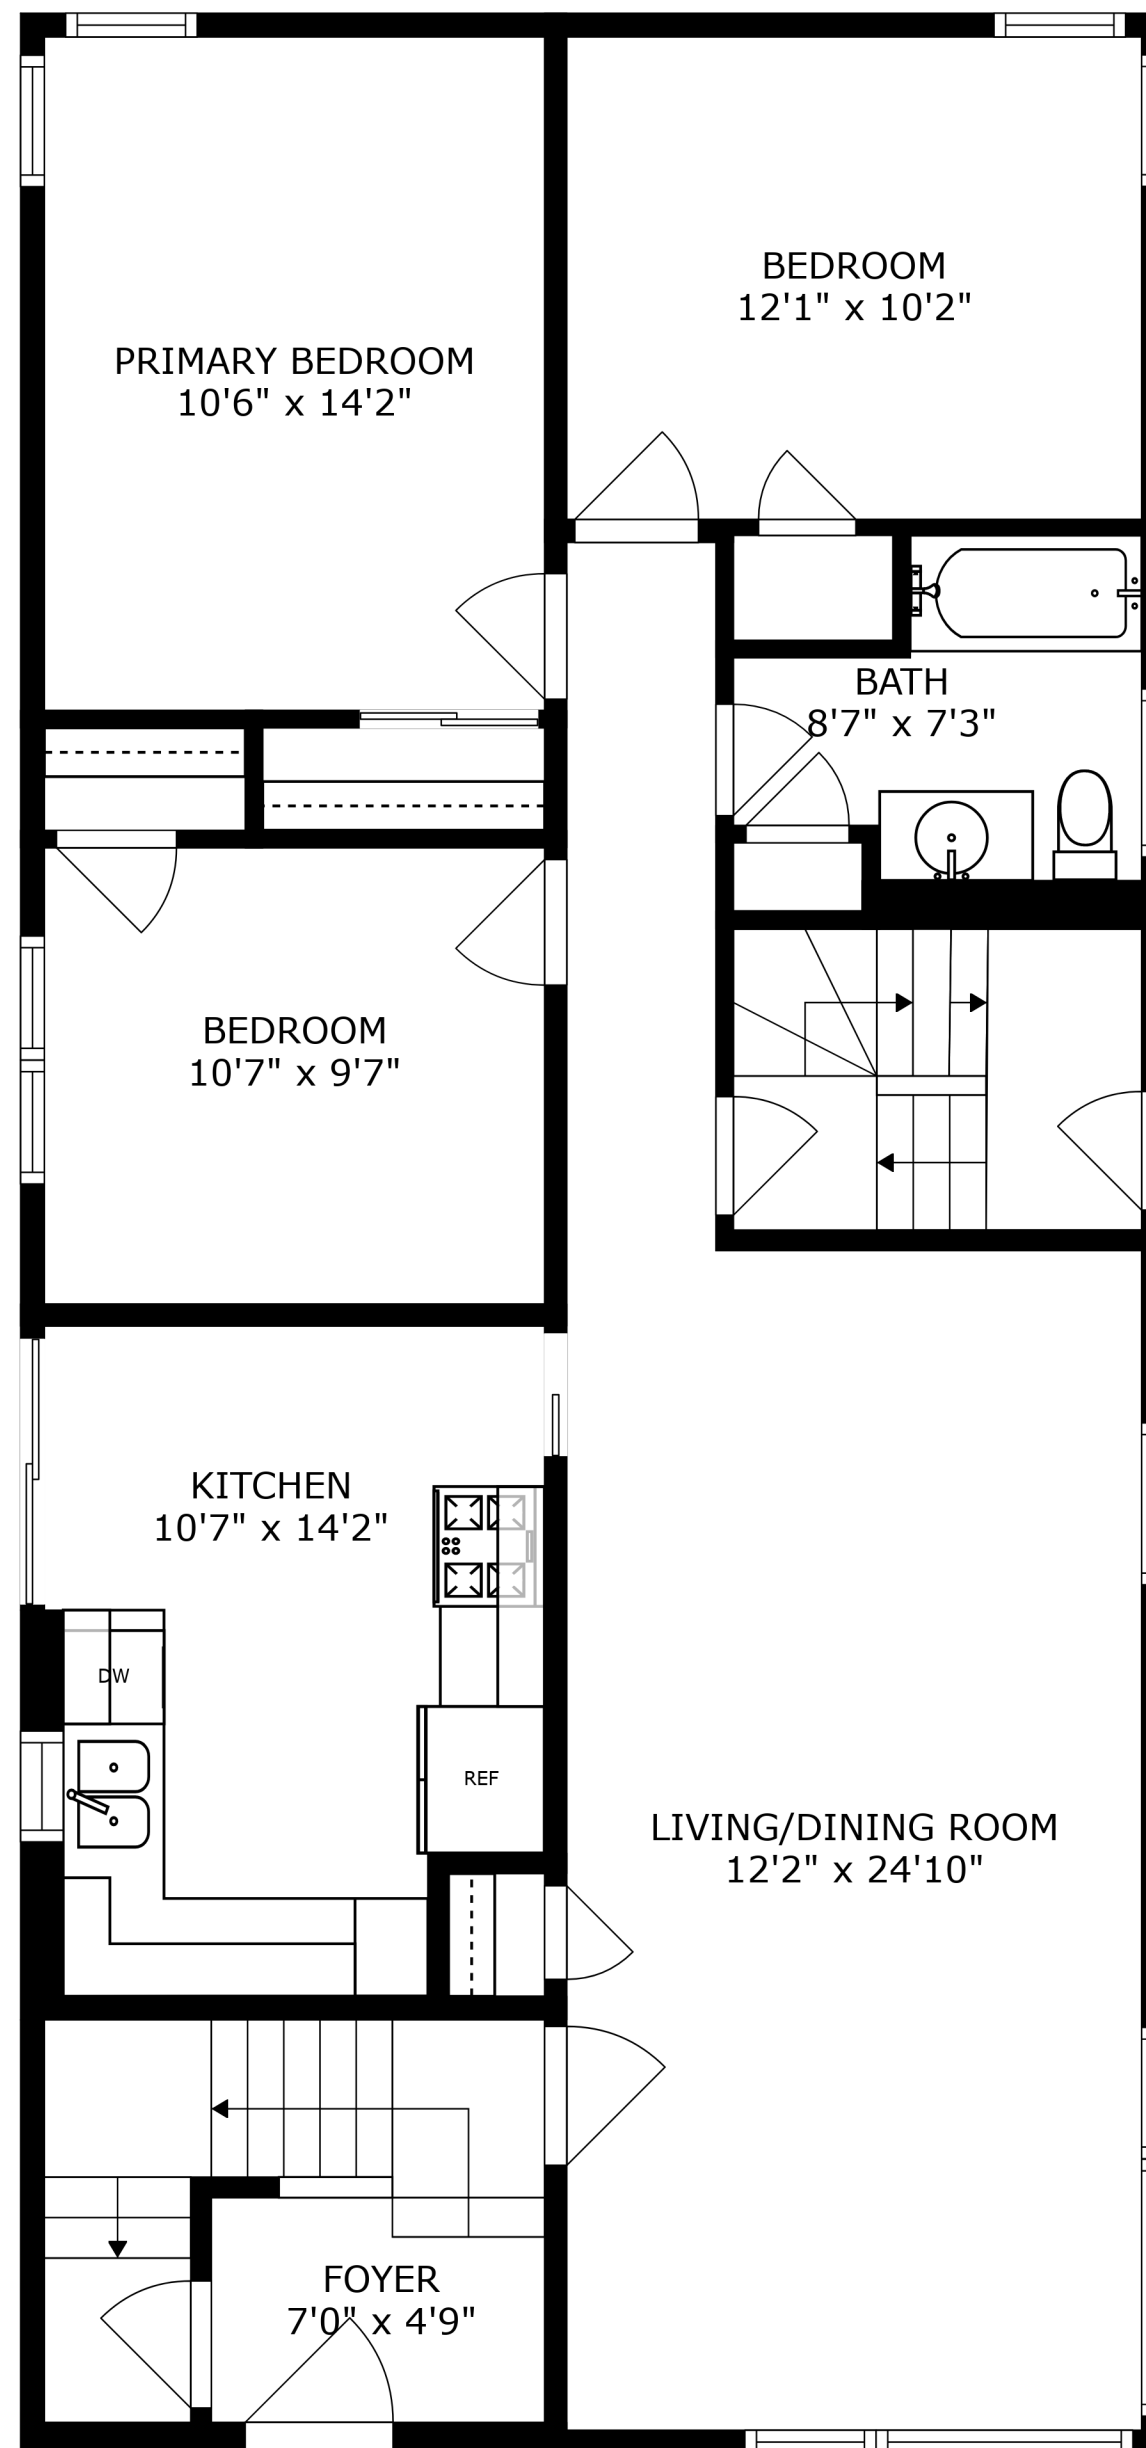 BEDROOM
12'1" x 10'2"
PRIMARY BEDROOM
10'6" x 14'2"
BATH
8'7" x 7'3"
BEDROOM
10'7" x 9'7"
KITCHEN
10'7" x 14'2"
DW
REF
LIVING/DINING ROOM
12'2" x 24'10"
FOYER
7'0" x 4'9"